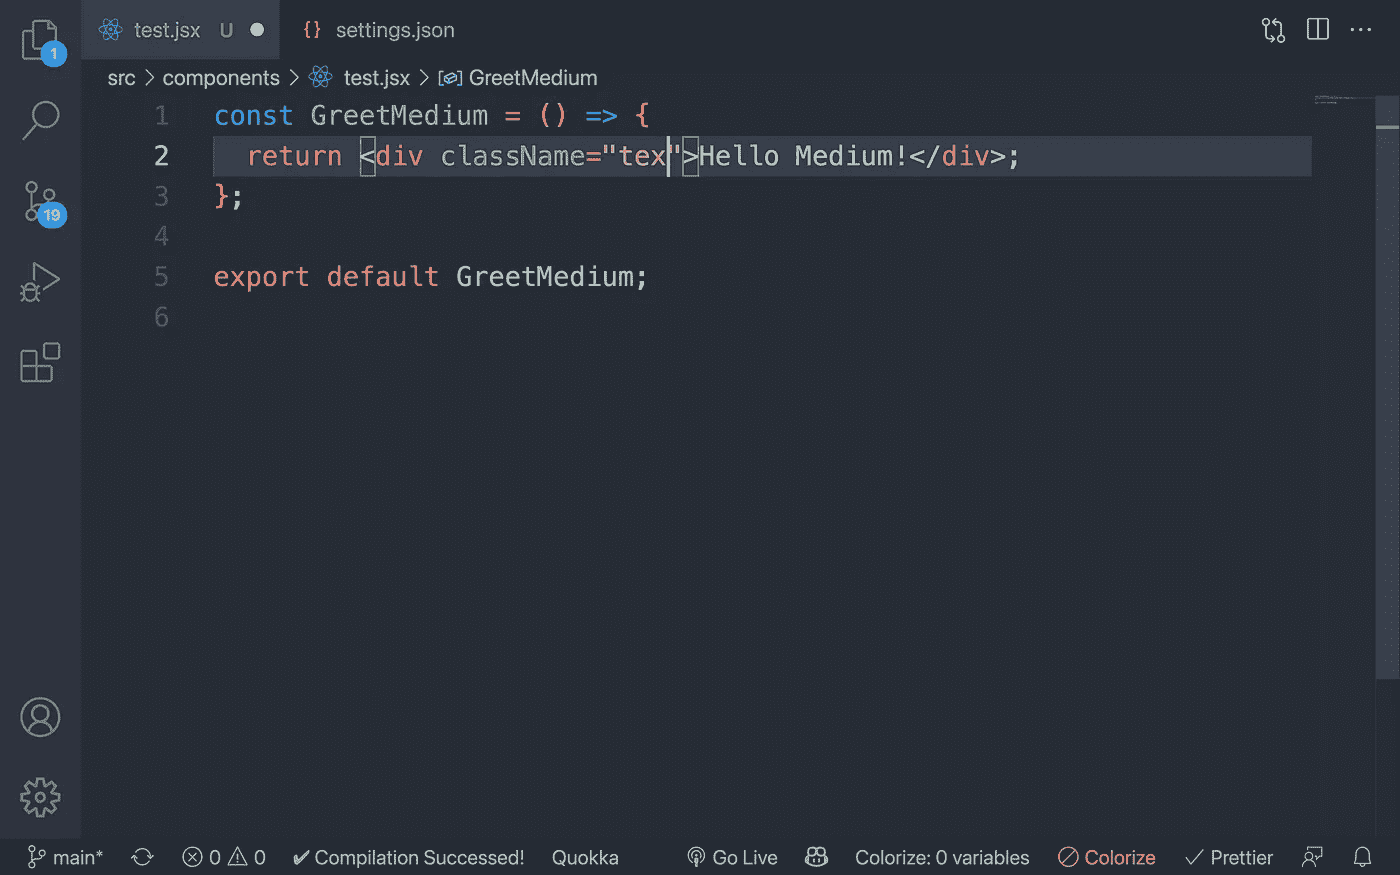 1
test.jsx U
{} settings.json
src > components > test.jsx > GreetMedium
1 const GreetMedium = () => {
2 return <div className="tex">Hello Medium!</div>;
3 };
4
5 export default GreetMedium;
6
19
main* 0 0 ✔ Compilation Successed! Quokka Go Live Colorize: 0 variables Colorize Prettier